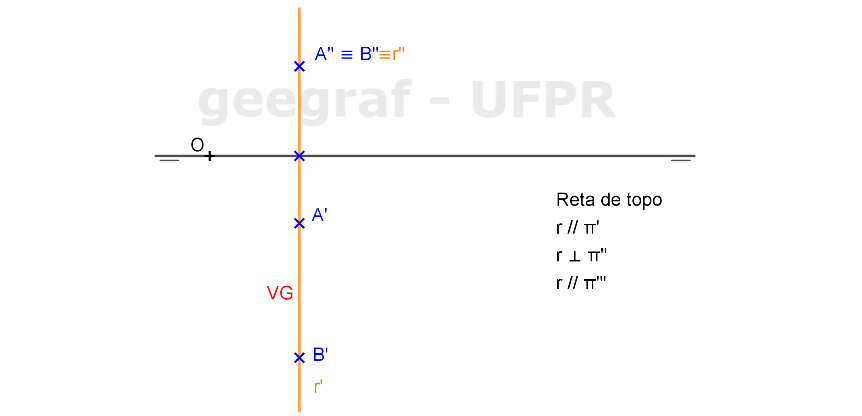 A'' ≡ B''≡r''
geegraf - UFPR
O
Reta de topo
A'
r // π'
r ⊥ π''
r // π'''
VG
B'
r'